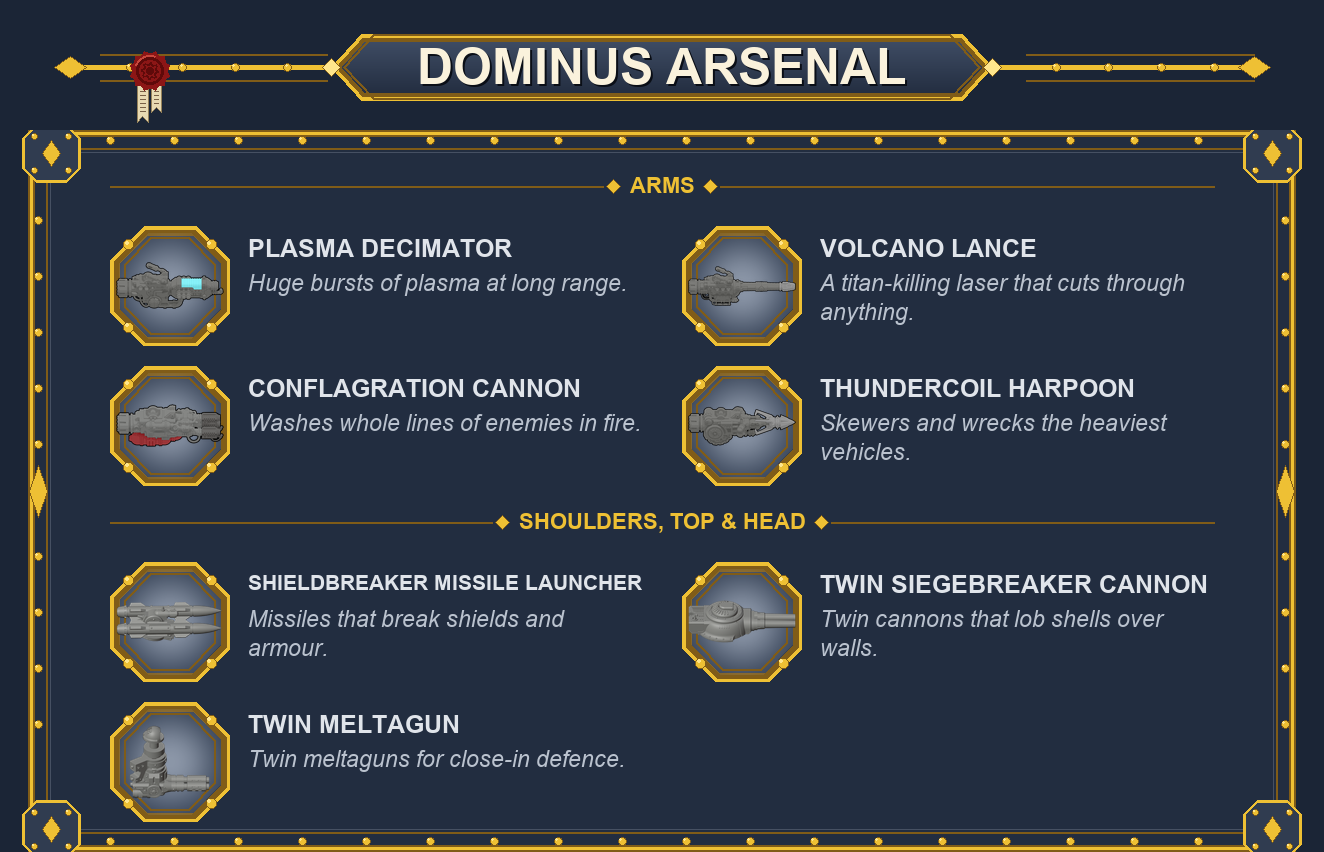 DOMINUS ARSENAL
ARMS
PLASMA DECIMATOR
Huge bursts of plasma at long range.
VOLCANO LANCE
A titan-killing laser that cuts through
anything.
CONFLAGRATION CANNON
Washes whole lines of enemies in fire.
THUNDERCOIL HARPOON
Skewers and wrecks the heaviest
vehicles.
SHOULDERS, TOP & HEAD
SHIELDBREAKER MISSILE LAUNCHER
Missiles that break shields and
armour.
TWIN SIEGEBREAKER CANNON
Twin cannons that lob shells over
walls.
TWIN MELTAGUN
Twin meltaguns for close-in defence.